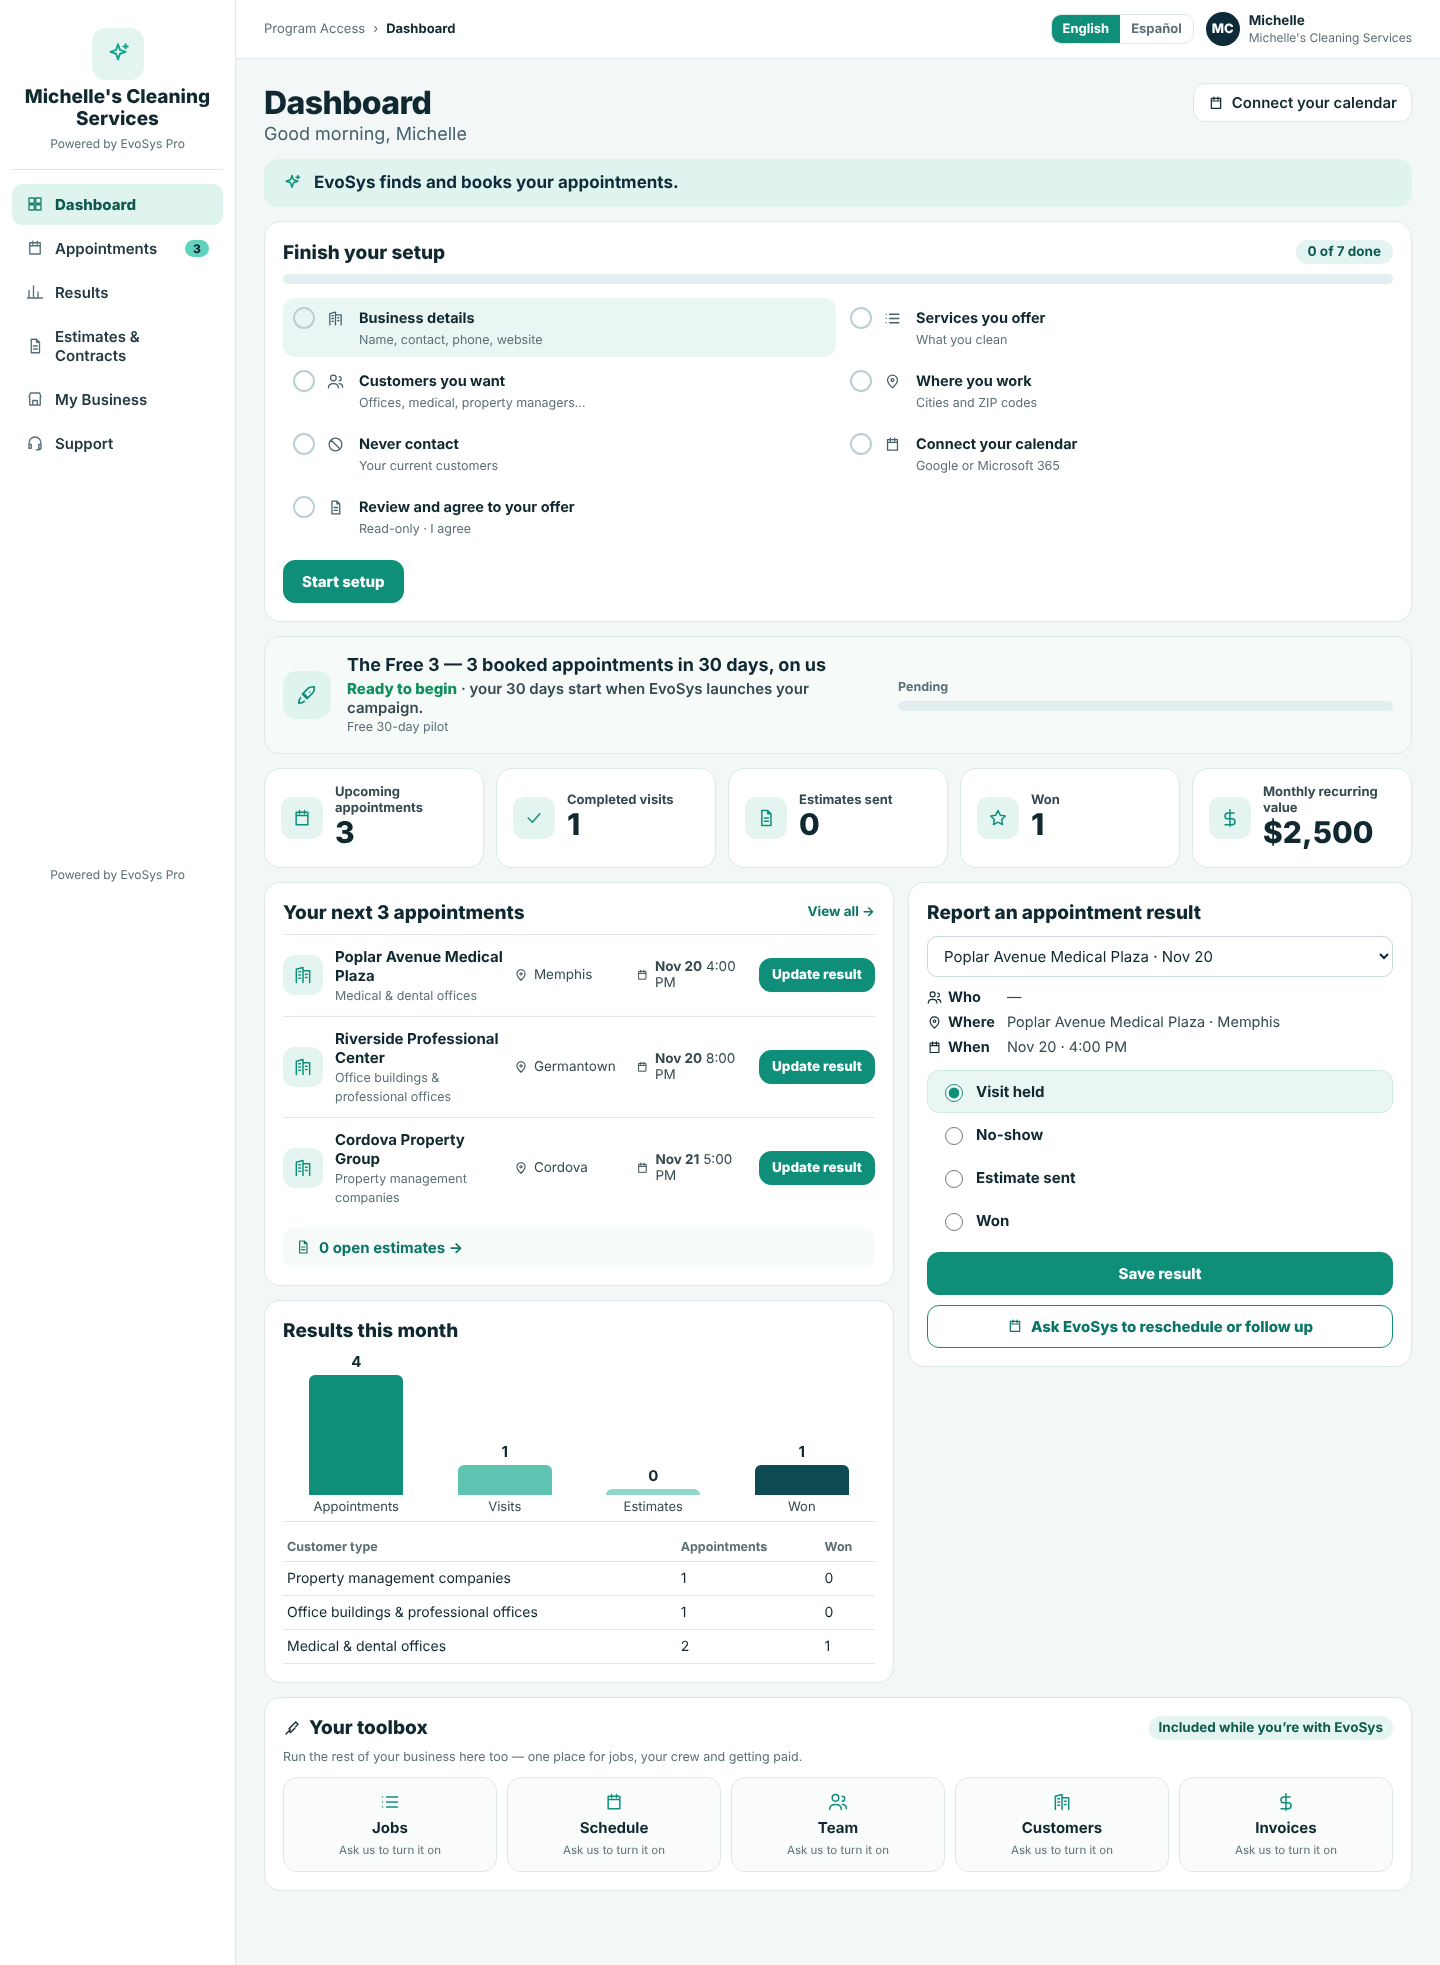 Michelle's Cleaning
Services
Powered by EvoSys Pro
Dashboard
Appointments 3
Results
Estimates &
Contracts
My Business
Support
Powered by EvoSys Pro
Program Access › Dashboard
English Español
MC
Michelle
Michelle's Cleaning Services
Dashboard
Good morning, Michelle
Connect your calendar
EvoSys finds and books your appointments.
Finish your setup
0 of 7 done
Business details
Name, contact, phone, website
Services you offer
What you clean
Customers you want
Offices, medical, property managers...
Where you work
Cities and ZIP codes
Never contact
Your current customers
Connect your calendar
Google or Microsoft 365
Review and agree to your offer
Read-only · I agree
Start setup
The Free 3 — 3 booked appointments in 30 days, on us
Ready to begin · your 30 days start when EvoSys launches your
campaign.
Free 30-day pilot
Pending
Upcoming
appointments
3
Completed visits
1
Estimates sent
0
Won
1
Monthly recurring
value
$2,500
Your next 3 appointments
View all →
Poplar Avenue Medical
Plaza
Medical & dental offices
Memphis
Nov 20 4:00
PM
Update result
Riverside Professional
Center
Office buildings &
professional offices
Germantown
Nov 20 8:00
PM
Update result
Cordova Property
Group
Property management
companies
Cordova
Nov 21 5:00
PM
Update result
0 open estimates →
Report an appointment result
Poplar Avenue Medical Plaza · Nov 20
Who —
Where Poplar Avenue Medical Plaza · Memphis
When Nov 20 · 4:00 PM
Visit held
No-show
Estimate sent
Won
Save result
Ask EvoSys to reschedule or follow up
Results this month
4
1
0
1
Appointments
Visits
Estimates
Won
Customer type Appointments Won
Property management companies 1 0
Office buildings & professional offices 1 0
Medical & dental offices 2 1
Your toolbox
Included while you’re with EvoSys
Run the rest of your business here too — one place for jobs, your crew and getting paid.
Jobs
Ask us to turn it on
Schedule
Ask us to turn it on
Team
Ask us to turn it on
Customers
Ask us to turn it on
Invoices
Ask us to turn it on